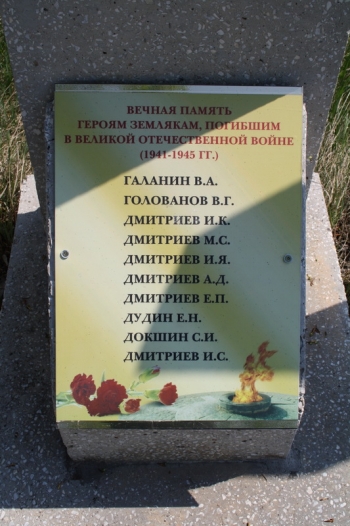 ВЕЧНАЯ ПАМЯТЬ
ГЕРОЯМ ЗЕМЛЯКАМ, ПОГИБШИМ
В ВЕЛИКОЙ ОТЕЧЕСТВЕННОЙ ВОЙНЕ
(1941-1945 ГГ.)
ГАЛАНИН В.А.
ГОЛОВАНОВ В.Г.
ДМИТРИЕВ И.К.
ДМИТРИЕВ М.С.
ДМИТРИЕВ И.Я.
ДМИТРИЕВ А.Д.
ДМИТРИЕВ Е.П.
ДУДИН Е.Н.
ДОКШИН С.И.
ДМИТРИЕВ И.С.